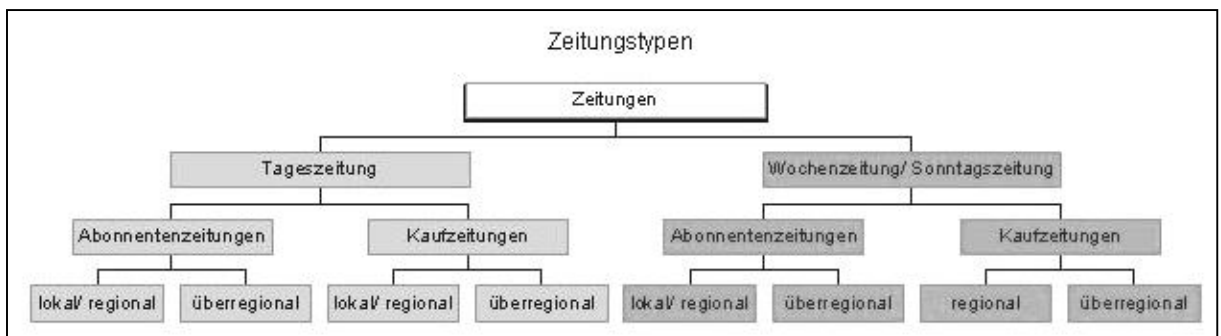 Zeitungstypen
Zeitungen
Tageszeitung
Wochenzeitung/ Sonntagszeitung
Abonnentenzeitungen
Kaufzeitungen
Abonnentenzeitungen
Kaufzeitungen
lokal/ regional
überregional
lokal/ regional
überregional
lokal/ regional
überregional
regional
überregional